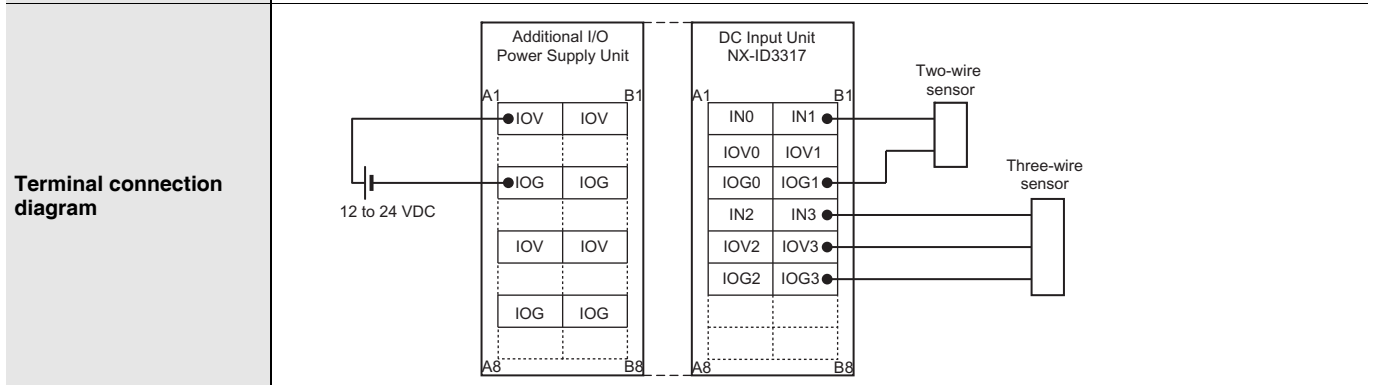 Terminal connection
diagram
Additional I/O
Power Supply Unit
A1
B1
IOV IOV
IOG IOG
IOV IOV
IOG IOG
A8
B8
12 to 24 VDC
DC Input Unit
NX-ID3317
A1
B1
IN0 IN1
IOV0 IOV1
IOG0 IOG1
IN2 IN3
IOV2 IOV3
IOG2 IOG3
A8
B8
Two-wire
sensor
Three-wire
sensor